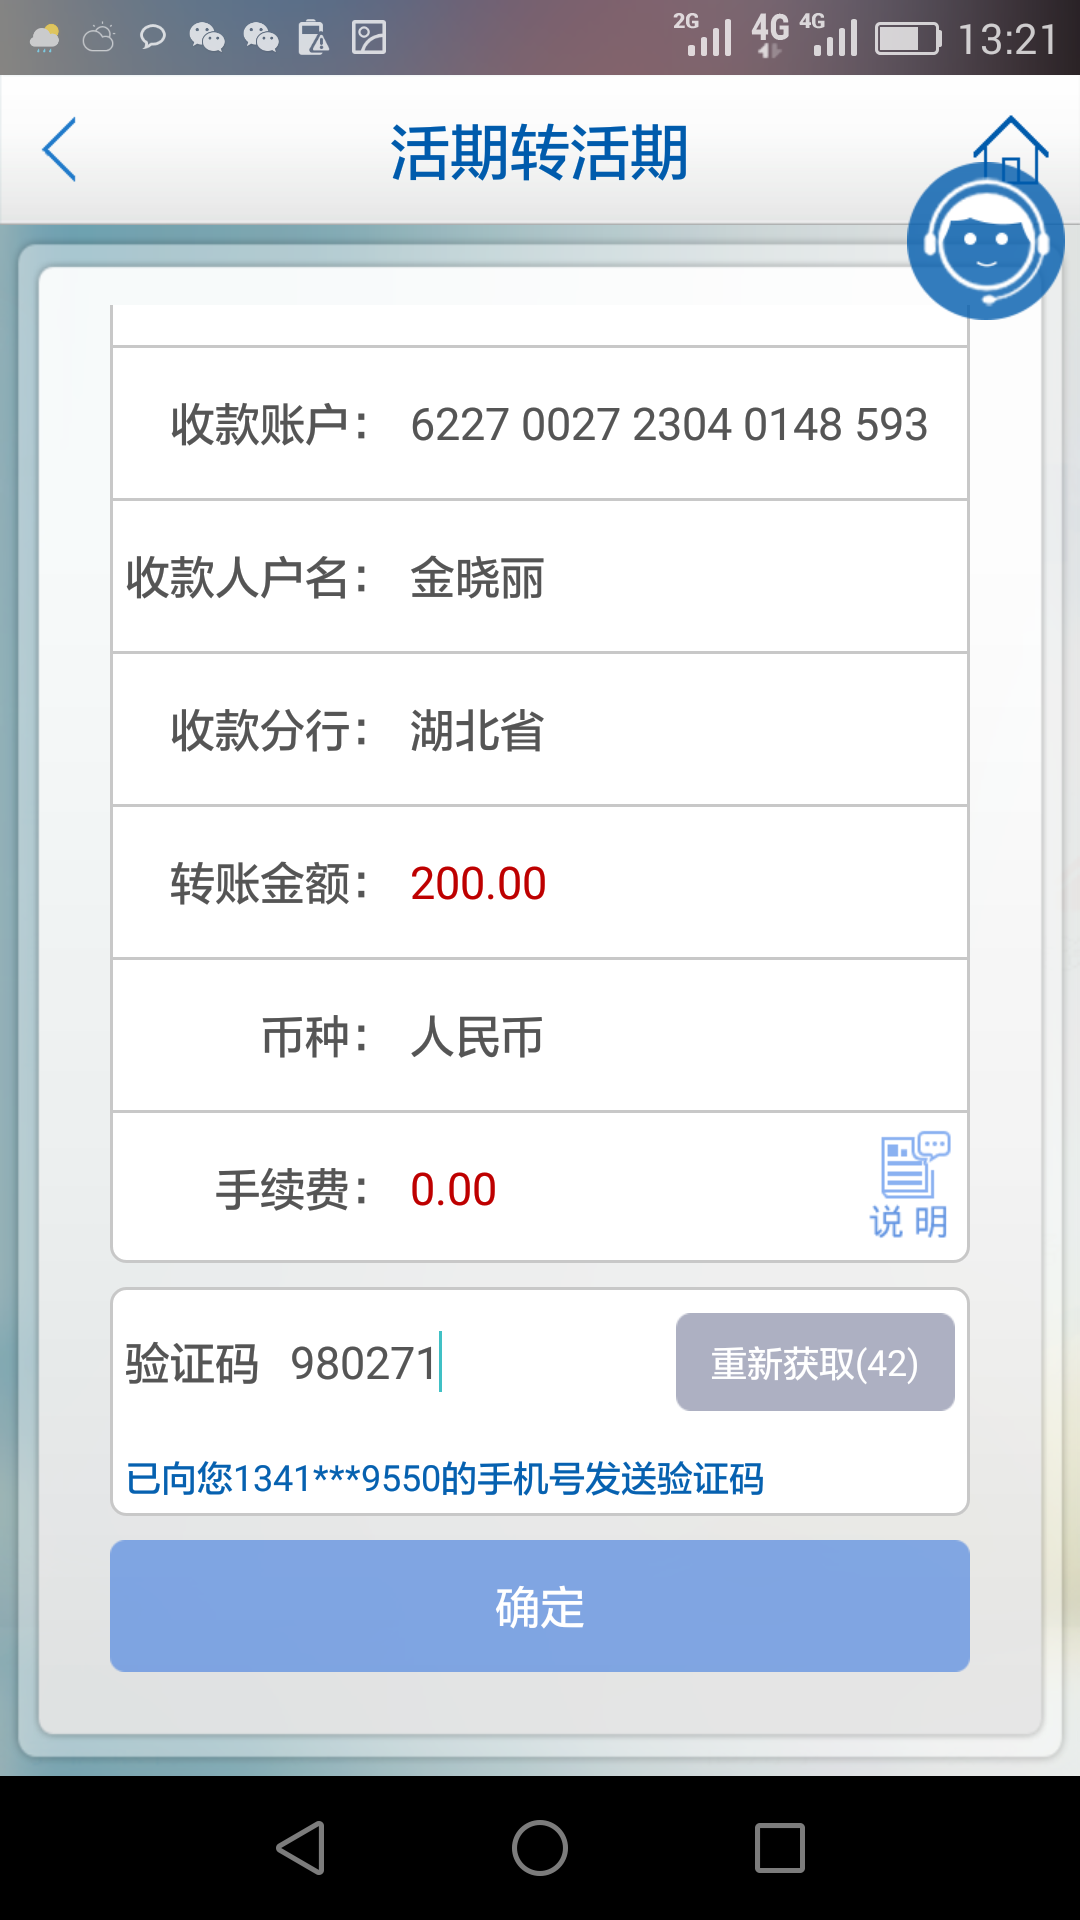 2G 4G 4G 13:21
活期转活期
收款账户： 6227 0027 2304 0148 593
收款人户名： 金晓丽
收款分行： 湖北省
转账金额： 200.00
币种： 人民币
手续费： 0.00
说 明
验证码 980271 重新获取(42)
已向您1341***9550的手机号发送验证码
确定